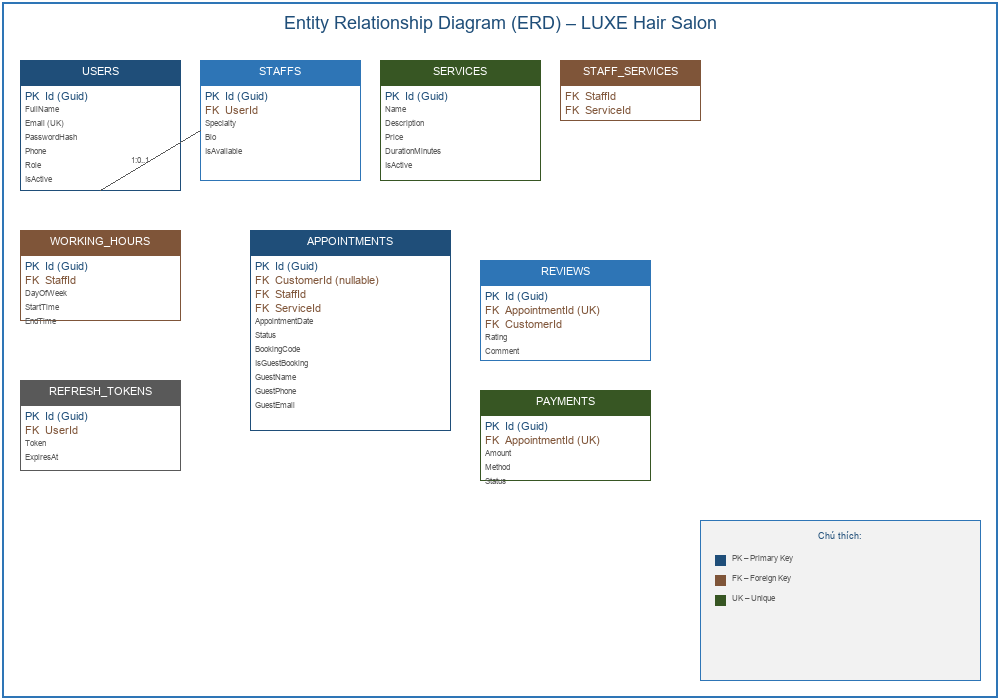 Entity Relationship Diagram (ERD) – LUXE Hair Salon
USERS
PK Id (Guid)
FullName
Email (UK)
PasswordHash
Phone
Role
IsActive
1:0..1
STAFFS
PK Id (Guid)
FK UserId
Specialty
Bio
IsAvailable
SERVICES
PK Id (Guid)
Name
Description
Price
DurationMinutes
IsActive
STAFF_SERVICES
FK StaffId
FK ServiceId
WORKING_HOURS
PK Id (Guid)
FK StaffId
DayOfWeek
StartTime
EndTime
APPOINTMENTS
PK Id (Guid)
FK CustomerId (nullable)
FK StaffId
FK ServiceId
AppointmentDate
Status
BookingCode
IsGuestBooking
GuestName
GuestPhone
GuestEmail
REVIEWS
PK Id (Guid)
FK AppointmentId (UK)
FK CustomerId
Rating
Comment
REFRESH_TOKENS
PK Id (Guid)
FK UserId
Token
ExpiresAt
PAYMENTS
PK Id (Guid)
FK AppointmentId (UK)
Amount
Method
Status
Chú thích:
PK – Primary Key
FK – Foreign Key
UK – Unique